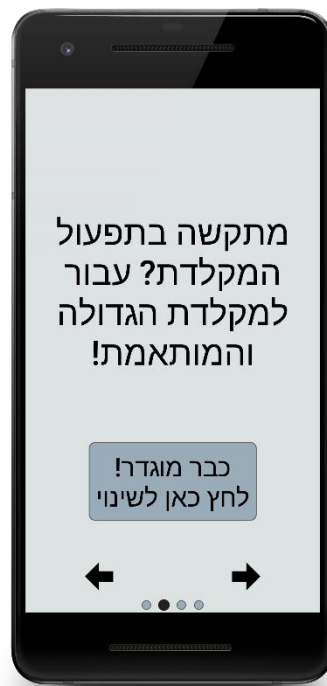 מתקשה בתפעול
המקלדת? עבור
למקלדת הגדולה
והמותאמת!
כבר מוגדר!
לחץ כאן לשינוי